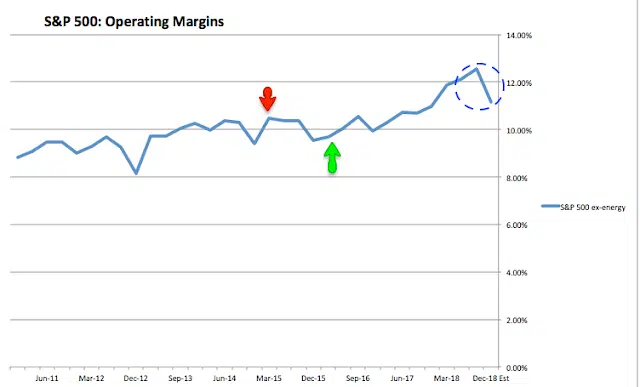 S&P 500: Operating Margins
14.00%
12.00%
10.00%
8.00%
6.00%
4.00%
2.00%
0.00%
S&P 500 ex-energy
Jun-11 Mar-12 Dec-12 Sep-13 Jun-14 Mar-15 Dec-15 Sep-16 Jun-17 Mar-18 Dec-18 Est